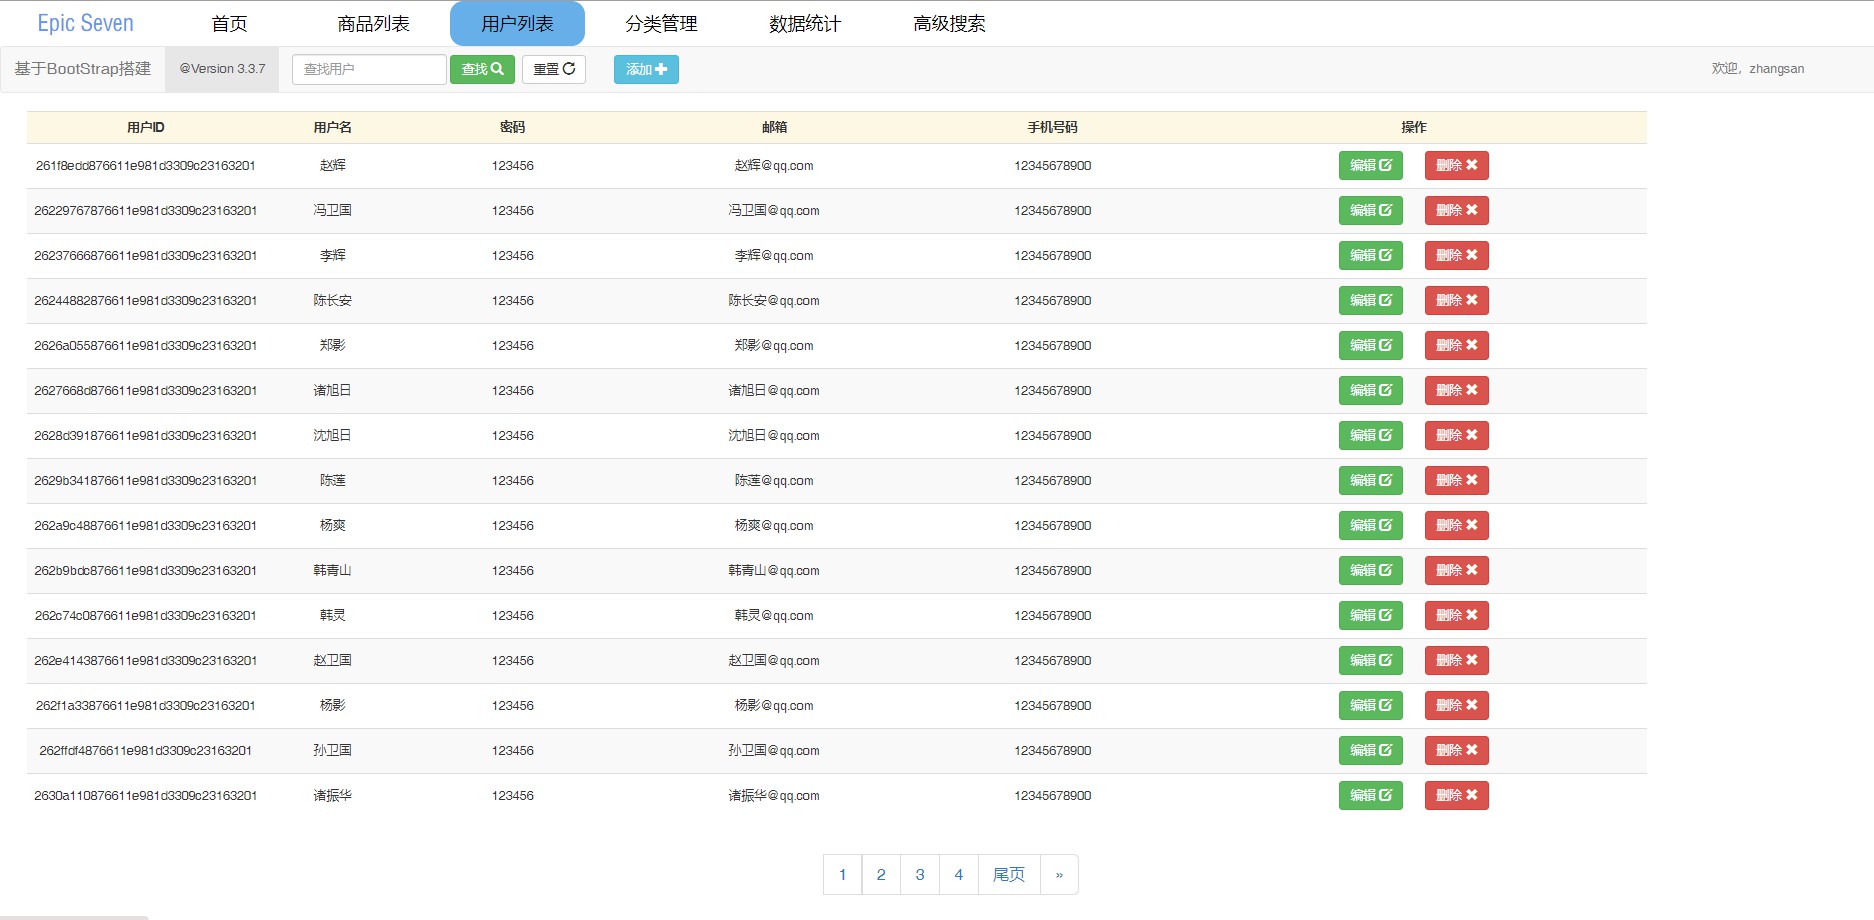 Epic Seven 首页 商品列表 用户列表 分类管理 数据统计 高级搜索
基于BootStrap搭建 @Version 3.3.7 查找用户 查找 重置 添加 欢迎，zhangsan
用户ID 用户名 密码 邮箱 手机号码 操作
261f8edd876611e981d3309c23163201 赵辉 123456 赵辉@qq.com 12345678900 编辑 删除
26229767876611e981d3309c23163201 冯卫国 123456 冯卫国@qq.com 12345678900 编辑 删除
26237666876611e981d3309c23163201 李辉 123456 李辉@qq.com 12345678900 编辑 删除
26244882876611e981d3309c23163201 陈长安 123456 陈长安@qq.com 12345678900 编辑 删除
2626a055876611e981d3309c23163201 郑影 123456 郑影@qq.com 12345678900 编辑 删除
2627668d876611e981d3309c23163201 诸旭日 123456 诸旭日@qq.com 12345678900 编辑 删除
2628d391876611e981d3309c23163201 沈旭日 123456 沈旭日@qq.com 12345678900 编辑 删除
2629b341876611e981d3309c23163201 陈莲 123456 陈莲@qq.com 12345678900 编辑 删除
262a9c48876611e981d3309c23163201 杨爽 123456 杨爽@qq.com 12345678900 编辑 删除
262b9bdc876611e981d3309c23163201 韩青山 123456 韩青山@qq.com 12345678900 编辑 删除
262c74c0876611e981d3309c23163201 韩灵 123456 韩灵@qq.com 12345678900 编辑 删除
262e4143876611e981d3309c23163201 赵卫国 123456 赵卫国@qq.com 12345678900 编辑 删除
262f1a33876611e981d3309c23163201 杨影 123456 杨影@qq.com 12345678900 编辑 删除
262ffdf4876611e981d3309c23163201 孙卫国 123456 孙卫国@qq.com 12345678900 编辑 删除
2630a110876611e981d3309c23163201 诸振华 123456 诸振华@qq.com 12345678900 编辑 删除
1 2 3 4 尾页 »